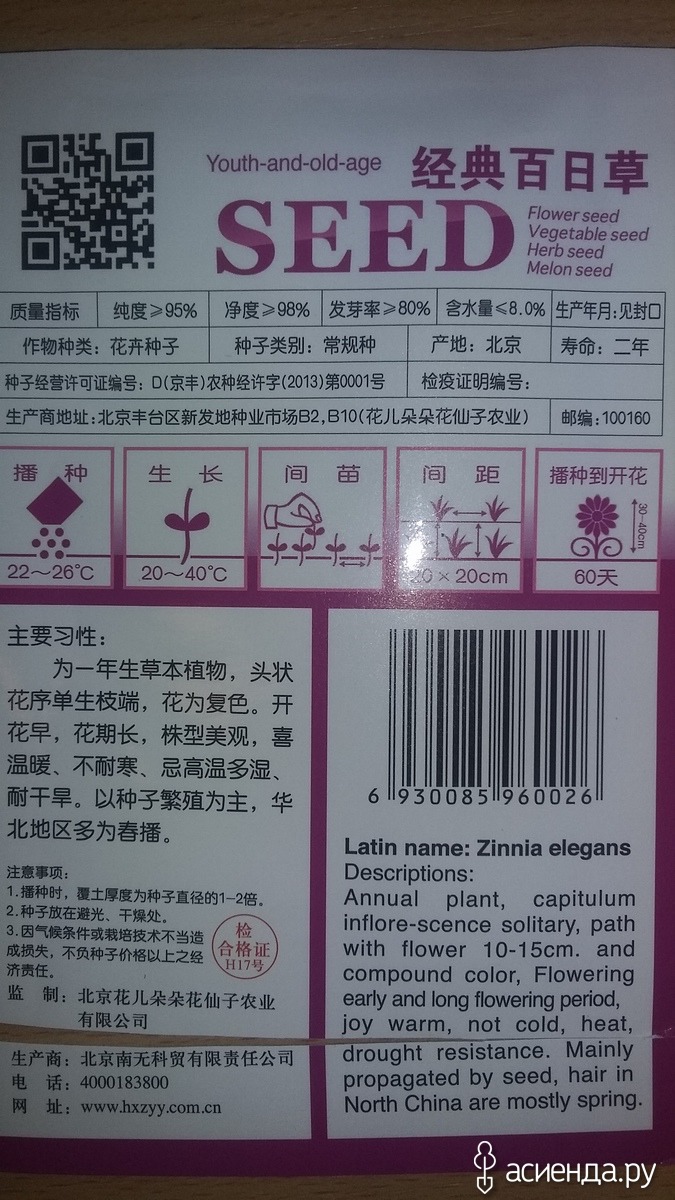 Youth-and-old-age 经典百日草
SEED
Flower seed
Vegetable seed
Herb seed
Melon seed
质量指标 纯度≥95% 净度≥98% 发芽率≥80% 含水量≤8.0% 生产年月:见封口
作物种类：花卉种子 种子类别：常规种 产地：北京 寿命：二年
种子经营许可证编号：D(京丰)农种经许字(2013)第0001号 检疫证明编号：
生产商地址:北京丰台区新发地种业市场B2,B10(花儿朵朵花仙子农业) 邮编:100160
播 种 生 长 间 苗 间 距 播种到开花
30-40cm
22～26℃ 20～40℃ 20×20cm 60天
主要习性：
为一年生草本植物，头状
花序单生枝端，花为复色。开
花早，花期长，株型美观，喜
温暖、不耐寒、忌高温多湿、
耐干旱。以种子繁殖为主，华
北地区多为春播。
注意事项：
1.播种时，覆土厚度为种子直径的1-2倍。
2.种子放在避光、干燥处。
3.因气候条件或栽培技术不当造
成损失，不负种子价格以上之经
济责任。
检
合格证
H17号
监 制：北京花儿朵朵花仙子农业
有限公司
生产商：北京南无科贸有限责任公司
电 话：4000183800
网 址：www.hxzyy.com.cn
6 930085 960026
Latin name: Zinnia elegans
Descriptions:
Annual plant, capitulum
inflore-scence solitary, path
with flower 10-15cm. and
compound color, Flowering
early and long flowering period,
joy warm, not cold, heat,
drought resistance. Mainly
propagated by seed, hair in
North China are mostly spring.
асиенда.ру